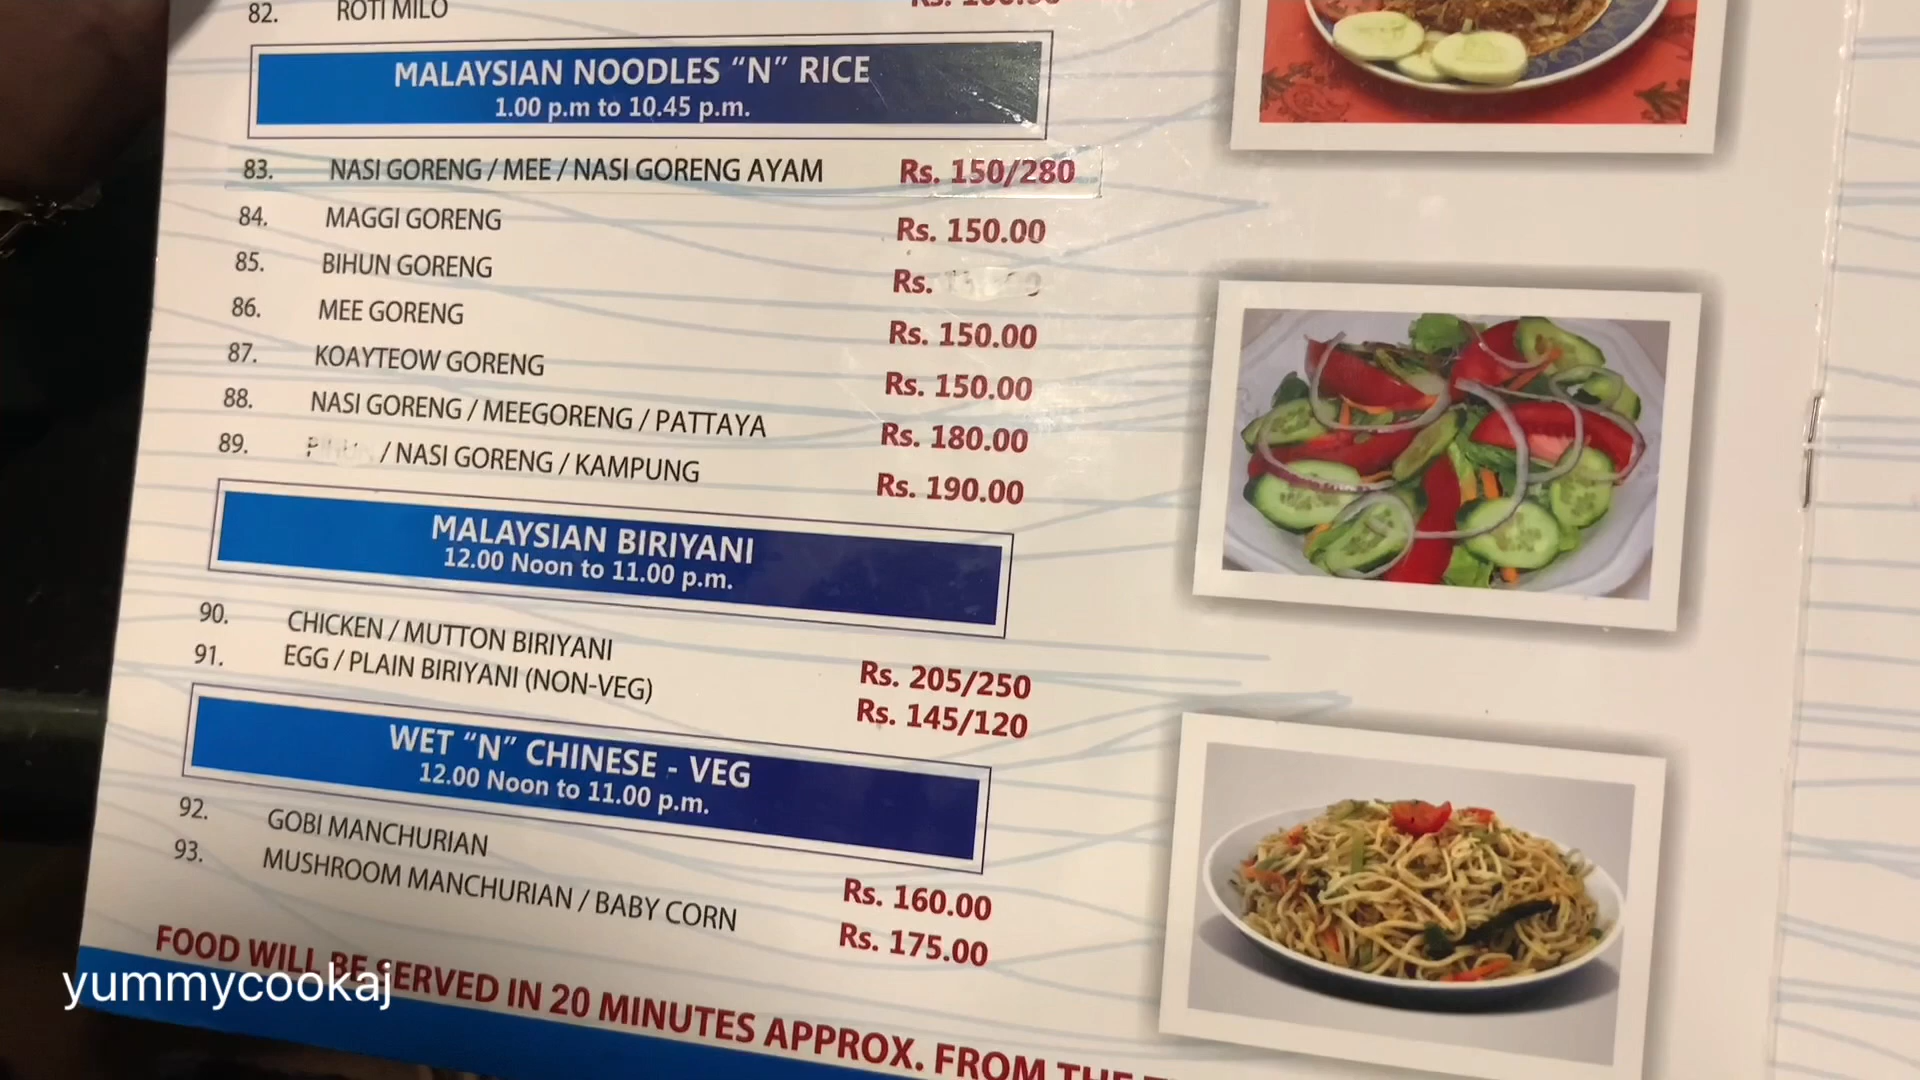 82. ROTI MILO
MALAYSIAN NOODLES “N” RICE
1.00 p.m to 10.45 p.m.
83. NASI GORENG / MEE / NASI GORENG AYAM Rs. 150/280
84. MAGGI GORENG Rs. 150.00
85. BIHUN GORENG Rs.
86. MEE GORENG Rs. 150.00
87. KOAYTEOW GORENG Rs. 150.00
88. NASI GORENG / MEEGORENG / PATTAYA Rs. 180.00
89. / NASI GORENG / KAMPUNG Rs. 190.00
MALAYSIAN BIRIYANI
12.00 Noon to 11.00 p.m.
90. CHICKEN / MUTTON BIRIYANI Rs. 205/250
91. EGG / PLAIN BIRIYANI (NON-VEG) Rs. 145/120
WET “N” CHINESE - VEG
12.00 Noon to 11.00 p.m.
92. GOBI MANCHURIAN Rs. 160.00
93. MUSHROOM MANCHURIAN / BABY CORN Rs. 175.00
FOOD WILL BE SERVED IN 20 MINUTES APPROX. FROM THE
yummycookaj